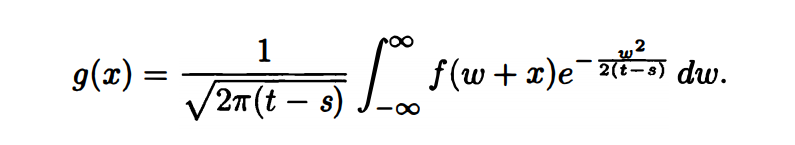 g(x) = \frac{1}{\sqrt{2\pi(t-s)}} \int_{-\infty}^{\infty} f(w+x)e^{-\frac{w^2}{2(t-s)}} dw.